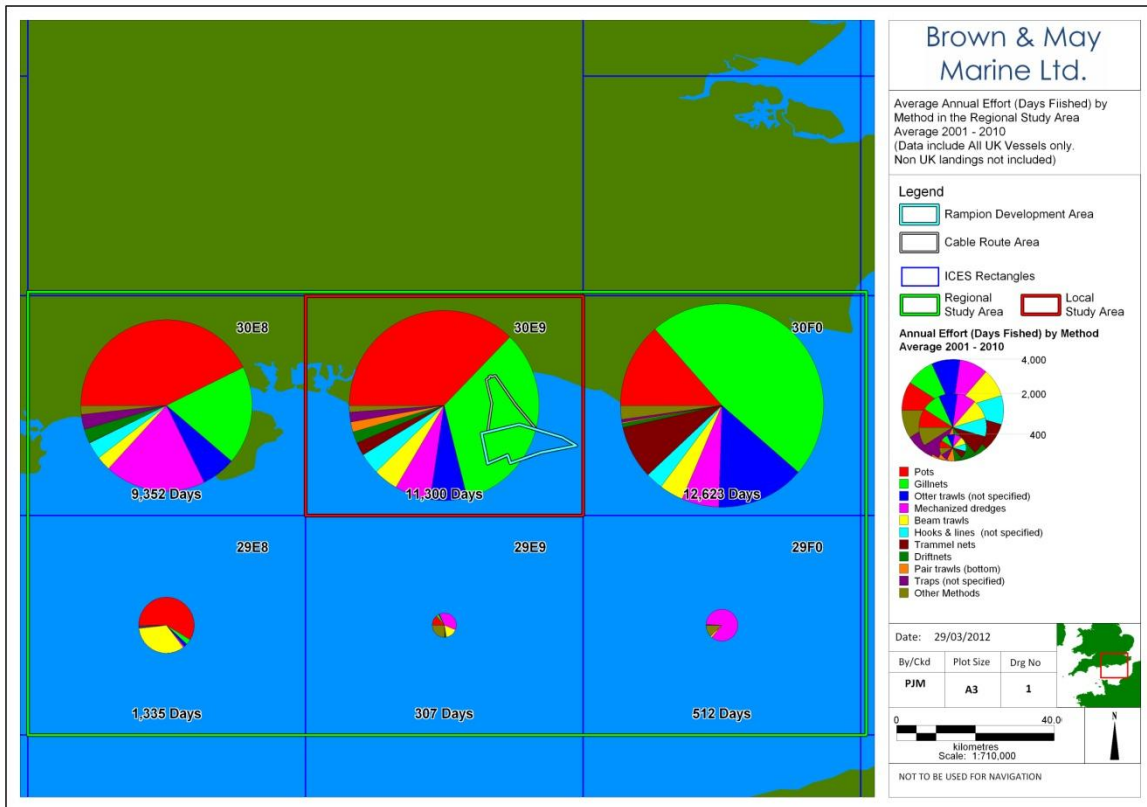 30E8
30E9
30F0
9,352 Days
11,300 Days
12,623 Days
29E8
29E9
29F0
1,335 Days
307 Days
512 Days
Brown & May
Marine Ltd.
Average Annual Effort (Days Fiished) by
Method in the Regional Study Area
Average 2001 - 2010
(Data include All UK Vessels only.
Non UK landings not included)
Legend
Rampion Development Area
Cable Route Area
ICES Rectangles
Regional
Study Area
Local
Study Area
Annual Effort (Days Fished) by Method
Average 2001 - 2010
4,000
2,000
400
Pots
Gillnets
Otter trawls (not specified)
Mechanized dredges
Beam trawls
Hooks & lines (not specified)
Trammel nets
Driftnets
Pair trawls (bottom)
Traps (not specified)
Other Methods
Date: 29/03/2012
By/Ckd Plot Size Drg No
PJM A3 1
0 40.0
kilometres
Scale: 1:710,000
N
NOT TO BE USED FOR NAVIGATION